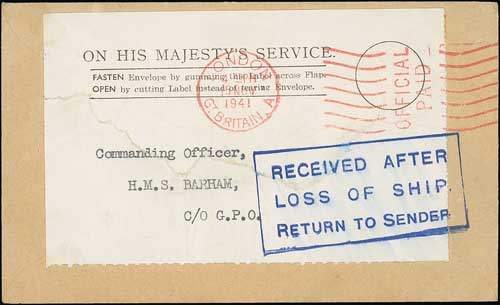 ON HIS MAJESTY'S SERVICE.
FASTEN Envelope by gumming this Label across Flap.
OPEN by cutting Label instead of tearing Envelope.
LONDON
1941
G. BRITAIN. A
OFFICIAL
PAID
Commanding Officer,
H.M.S. BARHAM,
C/O G.P.O.
RECEIVED AFTER
LOSS OF SHIP.
RETURN TO SENDER